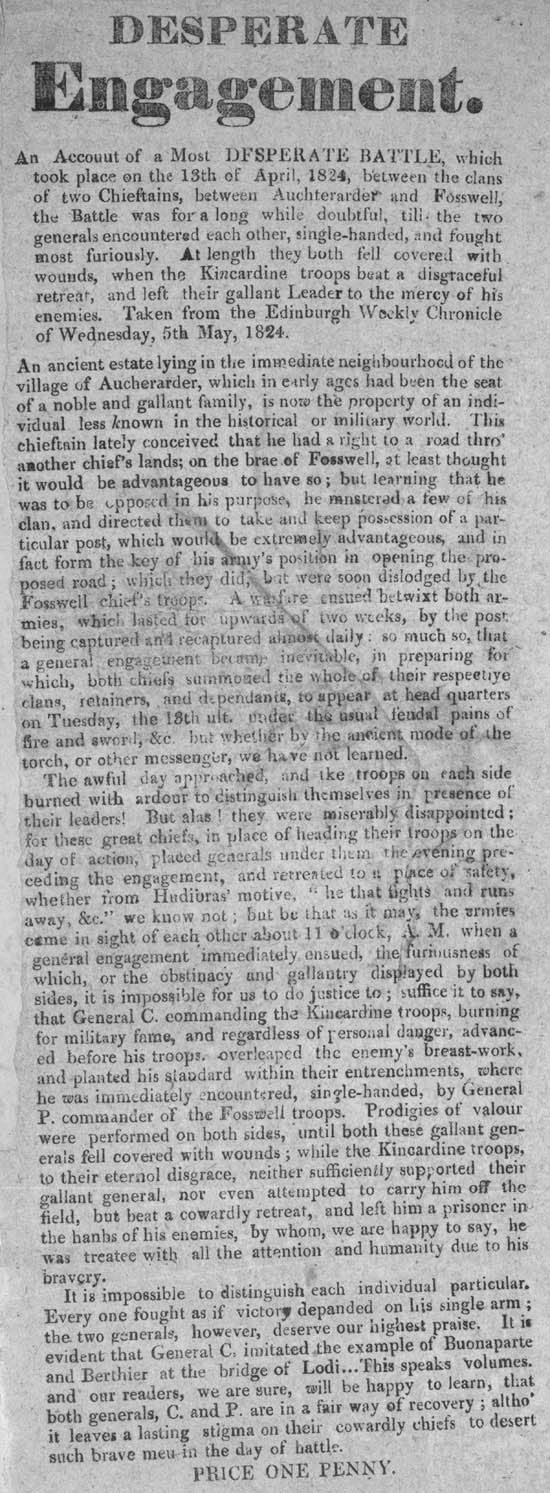 DESPERATE
Engagement.
An Accouut of a Most DFSPERATE BATTLE, which
took place on the 13th of April, 1824, between the clans
of two Chieftains, between Auchterarder and Fosswell,
the Battle was for a long while doubtful, till the two
generals encountered each other, single-handed, and fought
most furiously. At length they both fell covered with
wounds, when the Kincardine troops beat a disgraceful
retreat, and left their gallant Leader to the mercy of his
enemies. Taken from the Edinburgh Weekly Chronicle
of Wednesday, 5th May, 1824.
An ancient estate lying in the immediate neighbourhood of the
village of Aucherarder, which in early ages had been the seat
of a noble and gallant family, is now the property of an indi-
vidual less known in the historical or military world. This
chieftain lately conceived that he had a right to a road thro'
another chief's lands; on the brae of Fosswell, at least thought
it would be advantageous to have so; but learning that he
was to be opposed in his purpose, he mnstered a few of his
clan, and directed them to take and keep possession of a par-
ticular post, which would be extremely advantageous, and in
fact form the key of his army's position in opening the pro-
posed road; which they did, but were soon dislodged by the
Fosswell chief's troops. A warfare ensued betwixt both ar-
mies, which lasted for upwards of two weeks, by the post
being captured and recaptured almost daily: so much so, that
a general engagement became inevitable, in preparing for
which, both chiefs summoned the whole of their respective
clans, retainers, and dependants, to appear at head quarters
on Tuesday, the 13th ult. under the usual feudal pains of
fire and sword, &c. but whether by the ancient mode of the
torch, or other messenger, we have not learned.
The awful day approached, and tke troops on each side
burned with ardour to distinguish themselves in presence of
their leaders! But alas! they were miserably disappointed;
for these great chiefs, in place of heading their troops on the
day of action, placed generals under them the evening pre-
ceding the engagement, and retreated to a place of safety,
whether from Hudibras' motive, "he that fights and runs
away, &c." we know not; but be that as it may, the armies
came in sight of each other about 11 o'clock, A. M. when a
general engagement immediately ensued, the furiousness of
which, or the obstinacy and gallantry displayed by both
sides, it is impossible for us to do justice to; suffice it to say,
that General C. commanding the Kincardine troops, burning
for military fame, and regardless of personal danger, advanc-
ed before his troops, overleaped the enemy's breast-work,
and planted his standard within their entrenchments, where
he was immediately encountered, single-handed, by General
P. commander of the Fosswell troops. Prodigies of valour
were performed on both sides, until both these gallant gen-
erals fell covered with wounds; while the Kincardine troops,
to their eternol disgrace, neither sufficiently supported their
gallant general, nor even attempted to carry him off the
field, but beat a cowardly retreat, and left him a prisoner in
the hanbs of his enemies, by whom, we are happy to say, he
was treatee with all the attention and humanity due to his
bravery.
It is impossible to distinguish each individual particular.
Every one fought as if victory depanded on his single arm;
the two generals, however, deserve our highest praise. It is
evident that General C. imitated the example of Buonaparte
and Berthier at the bridge of Lodi...This speaks volumes.
and our readers, we are sure, will be happy to learn, that
both generals, C. and P. are in a fair way of recovery; altho'
it leaves a lasting stigma on their cowardly chiefs to desert
such brave meu in the day of battle.
PRICE ONE PENNY.